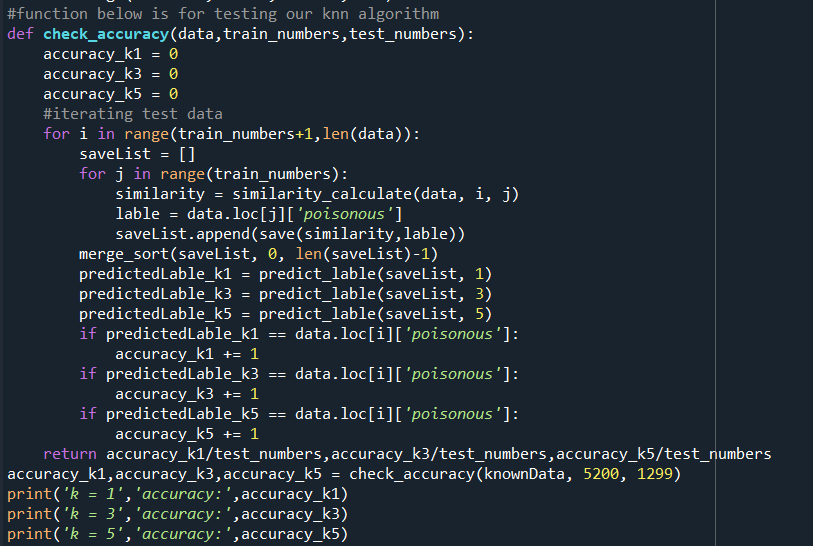 #function below is for testing our knn algorithm
def check_accuracy(data,train_numbers,test_numbers):
    accuracy_k1 = 0
    accuracy_k3 = 0
    accuracy_k5 = 0
    #iterating test data
    for i in range(train_numbers+1,len(data)):
        saveList = []
        for j in range(train_numbers):
            similarity = similarity_calculate(data, i, j)
            lable = data.loc[j]['poisonous']
            saveList.append(save(similarity,lable))
        merge_sort(saveList, 0, len(saveList)-1)
        predictedLable_k1 = predict_lable(saveList, 1)
        predictedLable_k3 = predict_lable(saveList, 3)
        predictedLable_k5 = predict_lable(saveList, 5)
        if predictedLable_k1 == data.loc[i]['poisonous']:
            accuracy_k1 += 1
        if predictedLable_k3 == data.loc[i]['poisonous']:
            accuracy_k3 += 1
        if predictedLable_k5 == data.loc[i]['poisonous']:
            accuracy_k5 += 1
    return accuracy_k1/test_numbers,accuracy_k3/test_numbers,accuracy_k5/test_numbers
accuracy_k1,accuracy_k3,accuracy_k5 = check_accuracy(knownData, 5200, 1299)
print('k = 1','accuracy:',accuracy_k1)
print('k = 3','accuracy:',accuracy_k3)
print('k = 5','accuracy:',accuracy_k5)